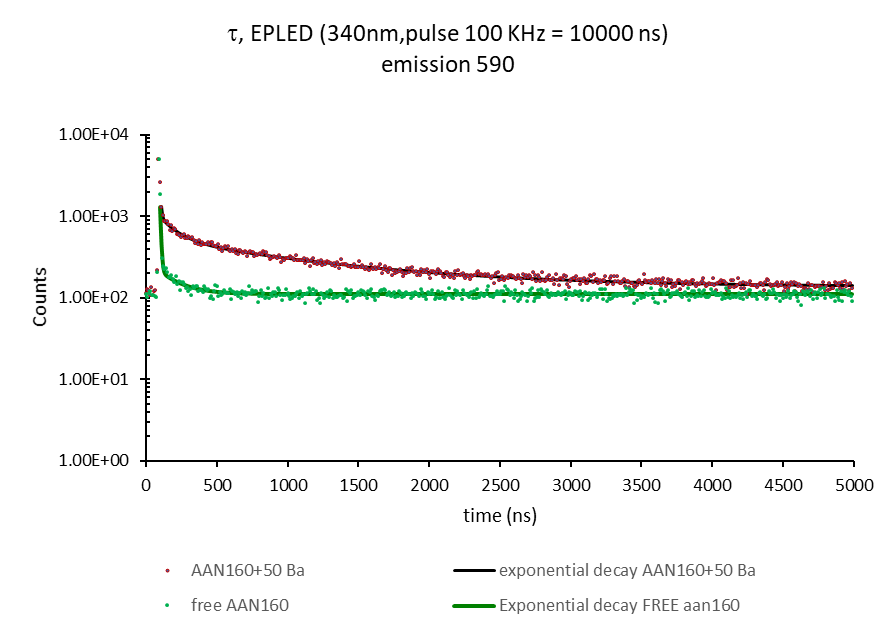 τ, EPLED (340nm,pulse 100 KHz = 10000 ns)
emission 590
1.00E+04
1.00E+03
1.00E+02
1.00E+01
1.00E+00
Counts
0 500 1000 1500 2000 2500 3000 3500 4000 4500 5000
time (ns)
AAN160+50 Ba exponential decay AAN160+50 Ba
free AAN160 Exponential decay FREE aan160